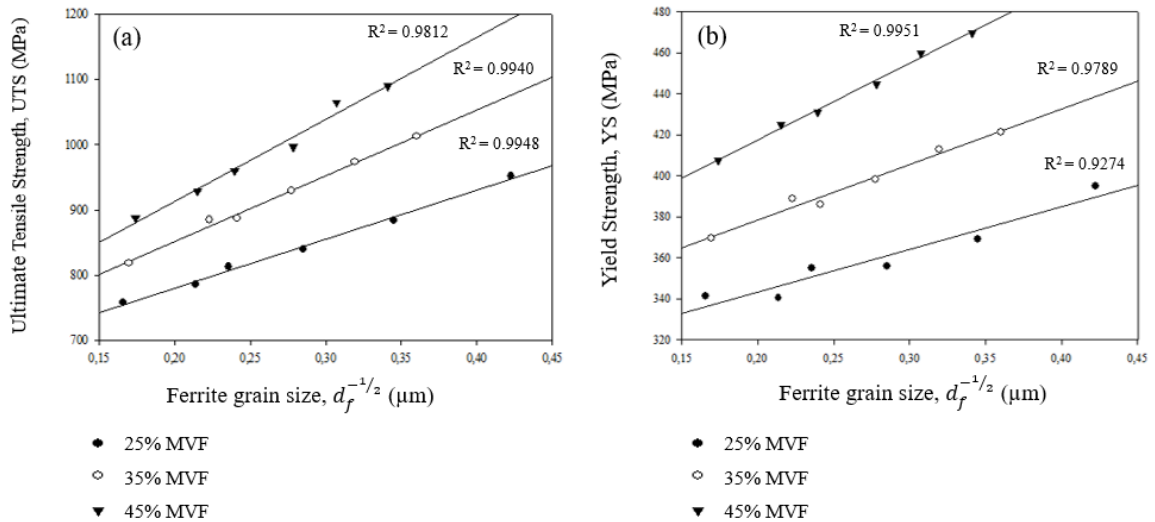 (a)
R² = 0.9812
R² = 0.9940
R² = 0.9948
Ultimate Tensile Strength, UTS (MPa)
1200
1100
1000
900
800
700
0,15 0,20 0,25 0,30 0,35 0,40 0,45
Ferrite grain size, d_f^{-1/2} (µm)
25% MVF
35% MVF
45% MVF
(b)
R² = 0.9951
R² = 0.9789
R² = 0.9274
Yield Strength, YS (MPa)
480
460
440
420
400
380
360
340
320
0,15 0,20 0,25 0,30 0,35 0,40 0,45
Ferrite grain size, d_f^{-1/2} (µm)
25% MVF
35% MVF
45% MVF